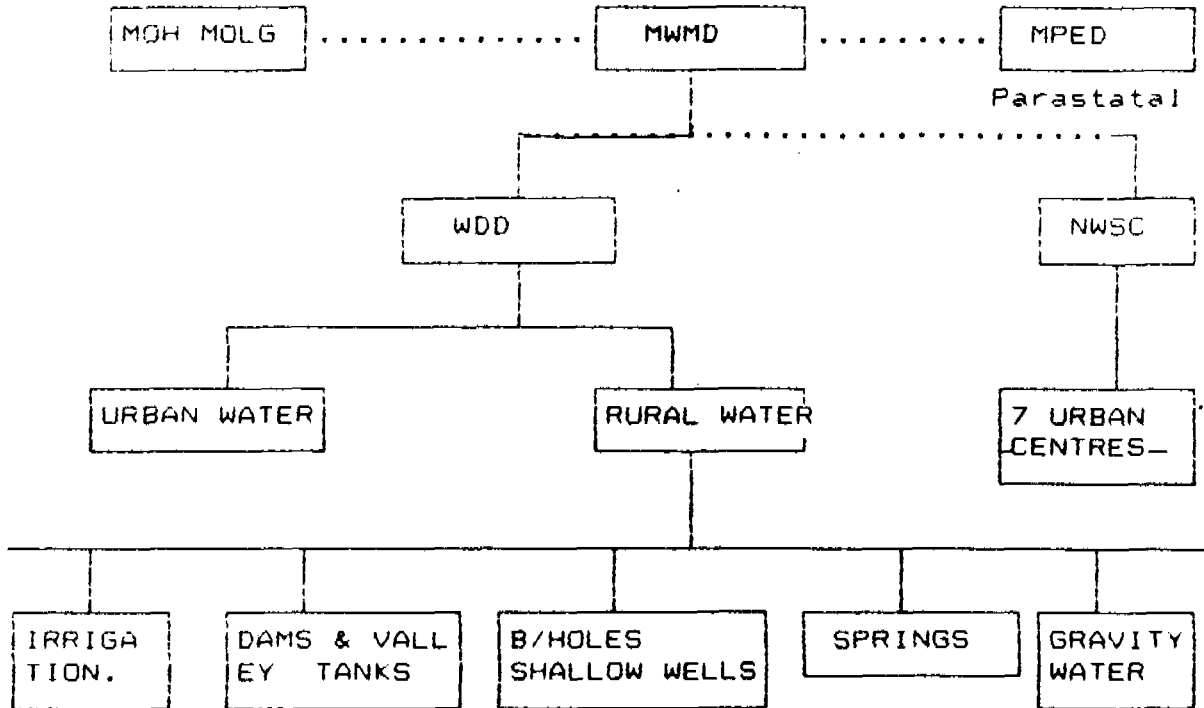 MOH MOLG
MWMD
MPED
Parastatal
WDD
NWSC
URBAN WATER
RURAL WATER
7 URBAN
CENTRES
IRRIGA
TION.
DAMS & VALL
EY TANKS
B/HOLES
SHALLOW WELLS
SPRINGS
GRAVITY
WATER